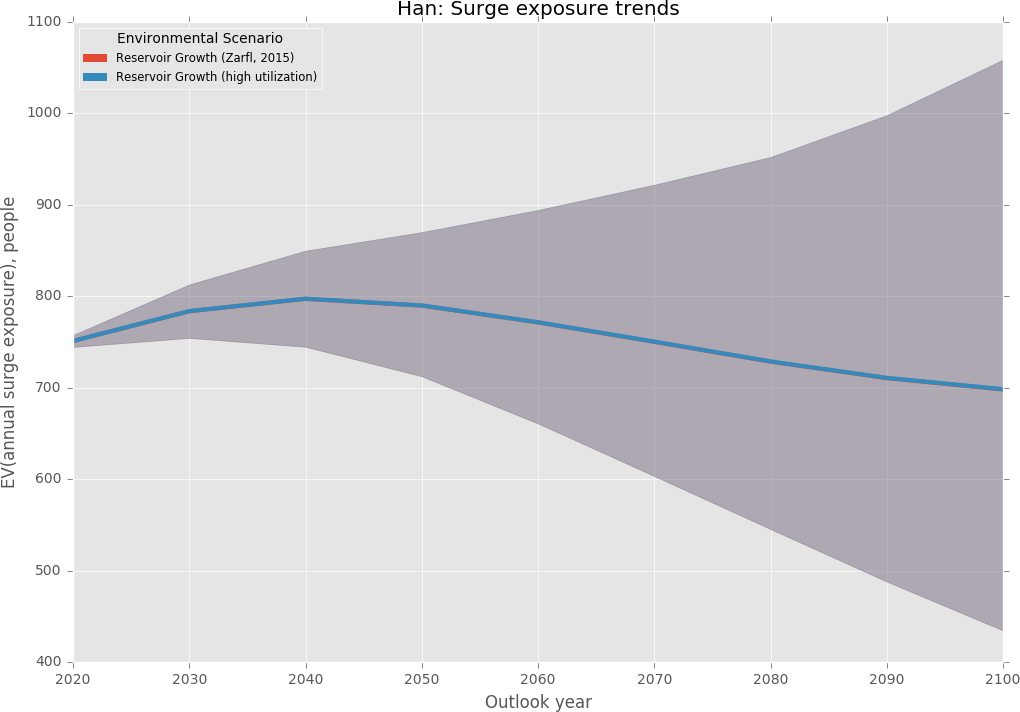 Han: Surge exposure trends
Environmental Scenario
Reservoir Growth (Zarfl, 2015)
Reservoir Growth (high utilization)
EV(annual surge exposure), people
1100
1000
900
800
700
600
500
400
2020 2030 2040 2050 2060 2070 2080 2090 2100
Outlook year